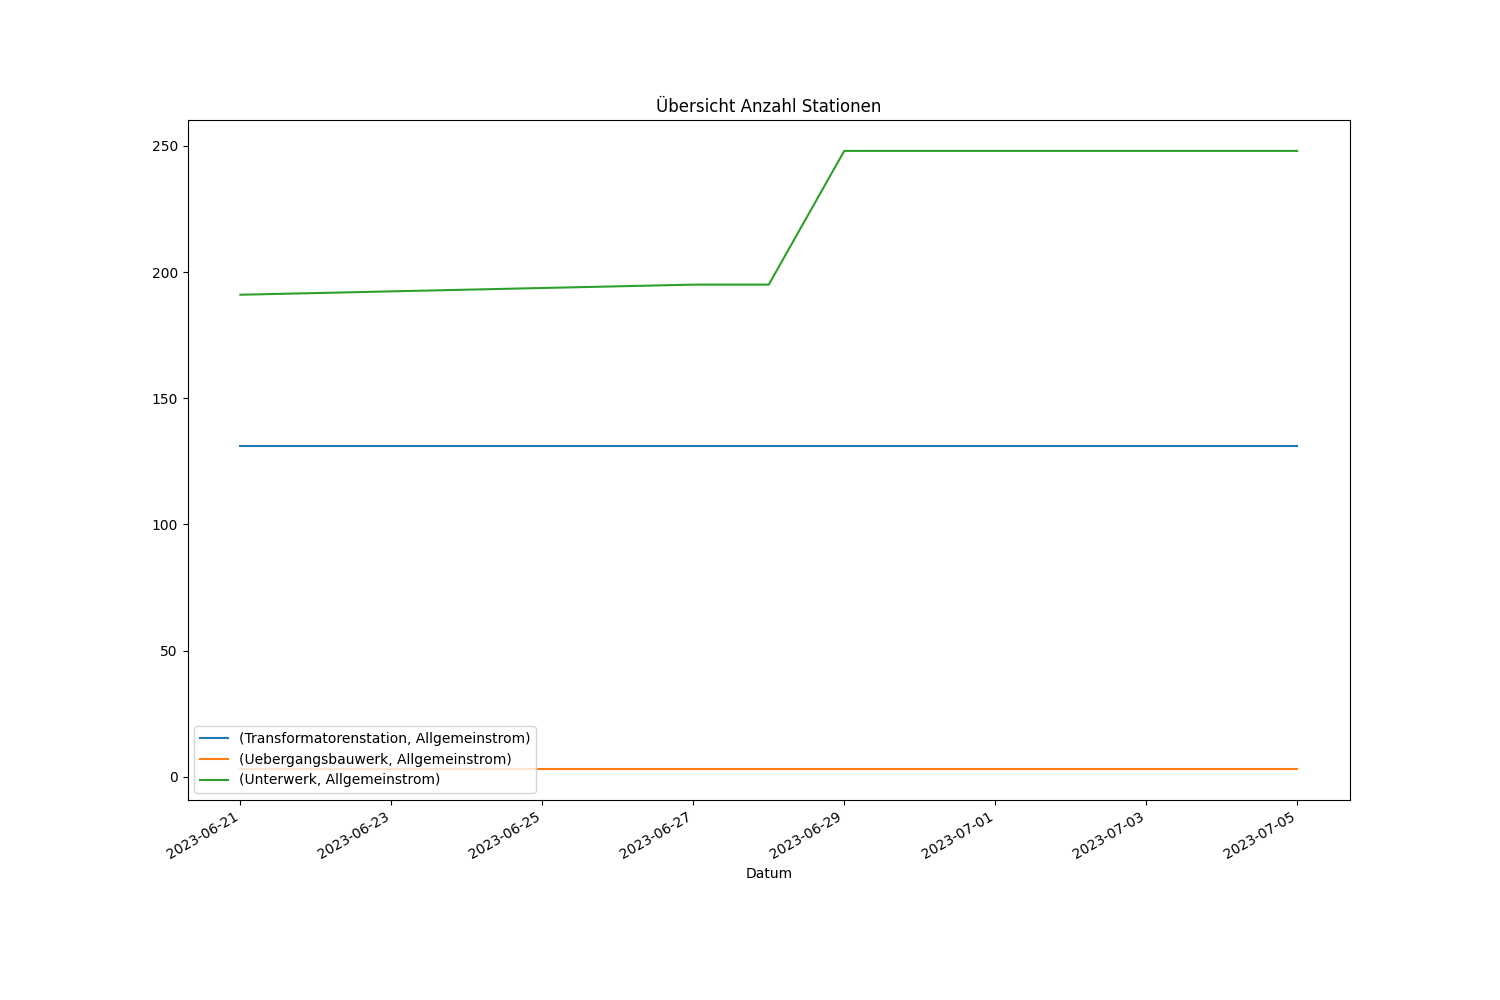 Übersicht Anzahl Stationen
250
200
150
100
50
0
(Transformatorenstation, Allgemeinstrom)
(Uebergangsbauwerk, Allgemeinstrom)
(Unterwerk, Allgemeinstrom)
2023-06-21
2023-06-23
2023-06-25
2023-06-27
2023-06-29
2023-07-01
2023-07-03
2023-07-05
Datum